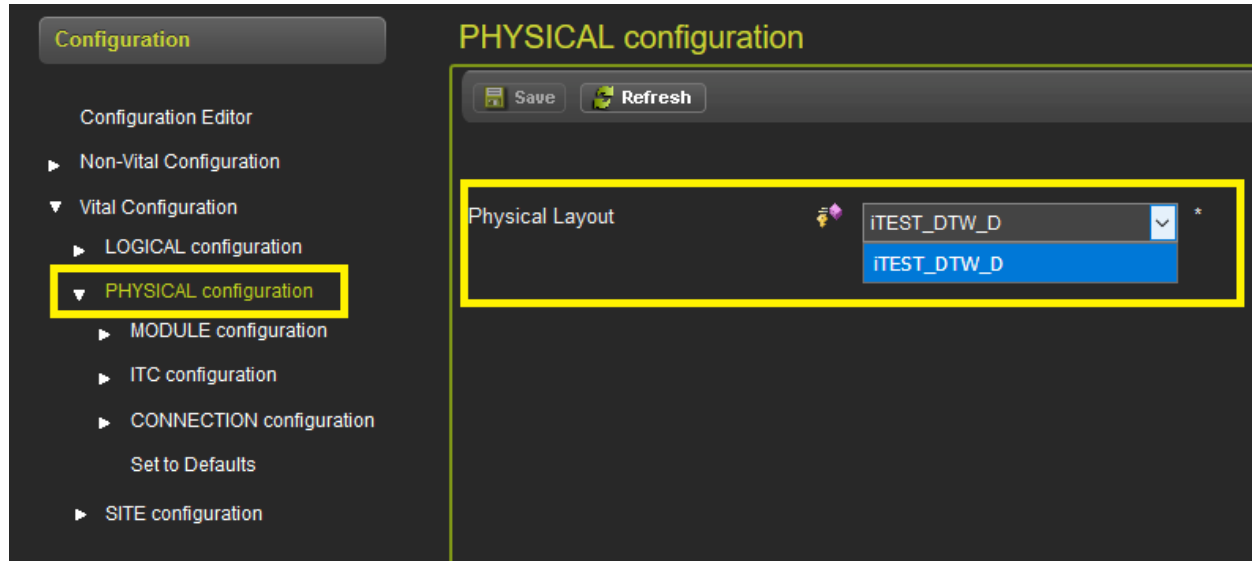 Configuration
Configuration Editor
Non-Vital Configuration
Vital Configuration
LOGICAL configuration
PHYSICAL configuration
MODULE configuration
ITC configuration
CONNECTION configuration
Set to Defaults
SITE configuration
PHYSICAL configuration
Save Refresh
Physical Layout iTEST_DTW_D *
iTEST_DTW_D